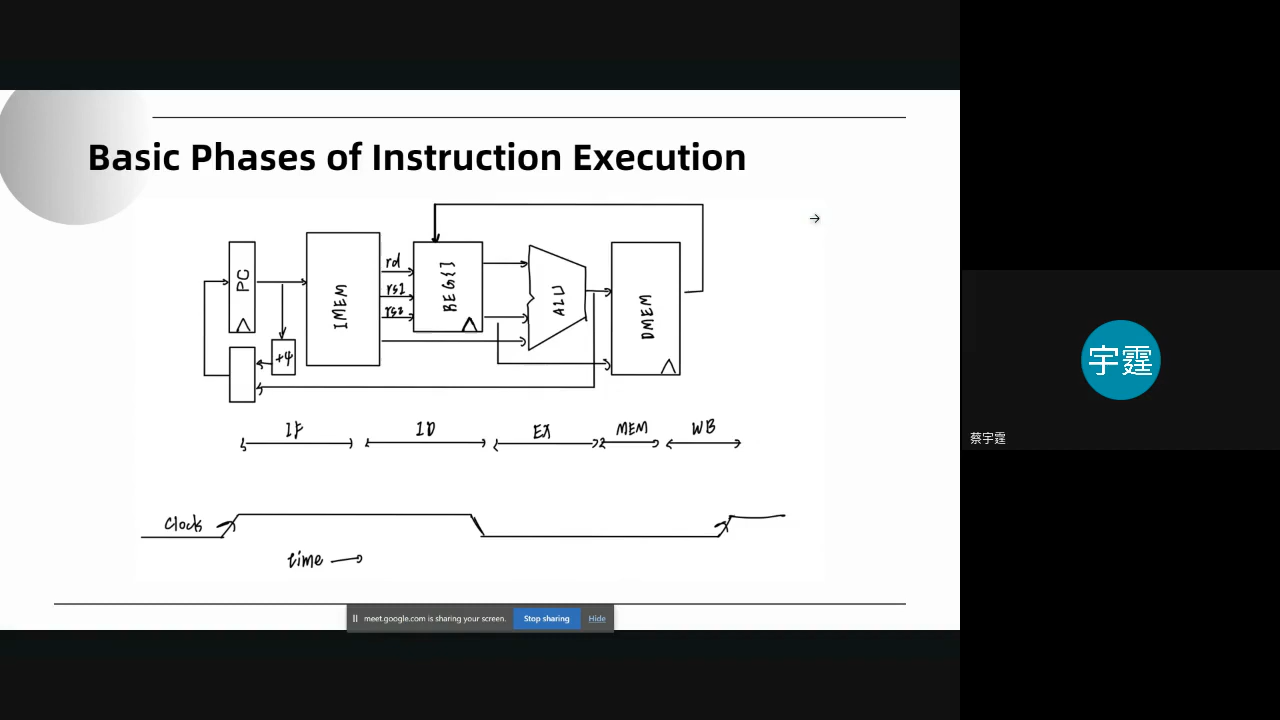 Basic Phases of Instruction Execution
PC
IMEM
rd
rs1
rs2
REG[]
ALU
DMEM
+4
IF
ID
EX
MEM
WB
Clock
time
meet.google.com is sharing your screen.
Stop sharing
Hide
宇霆
蔡宇霆